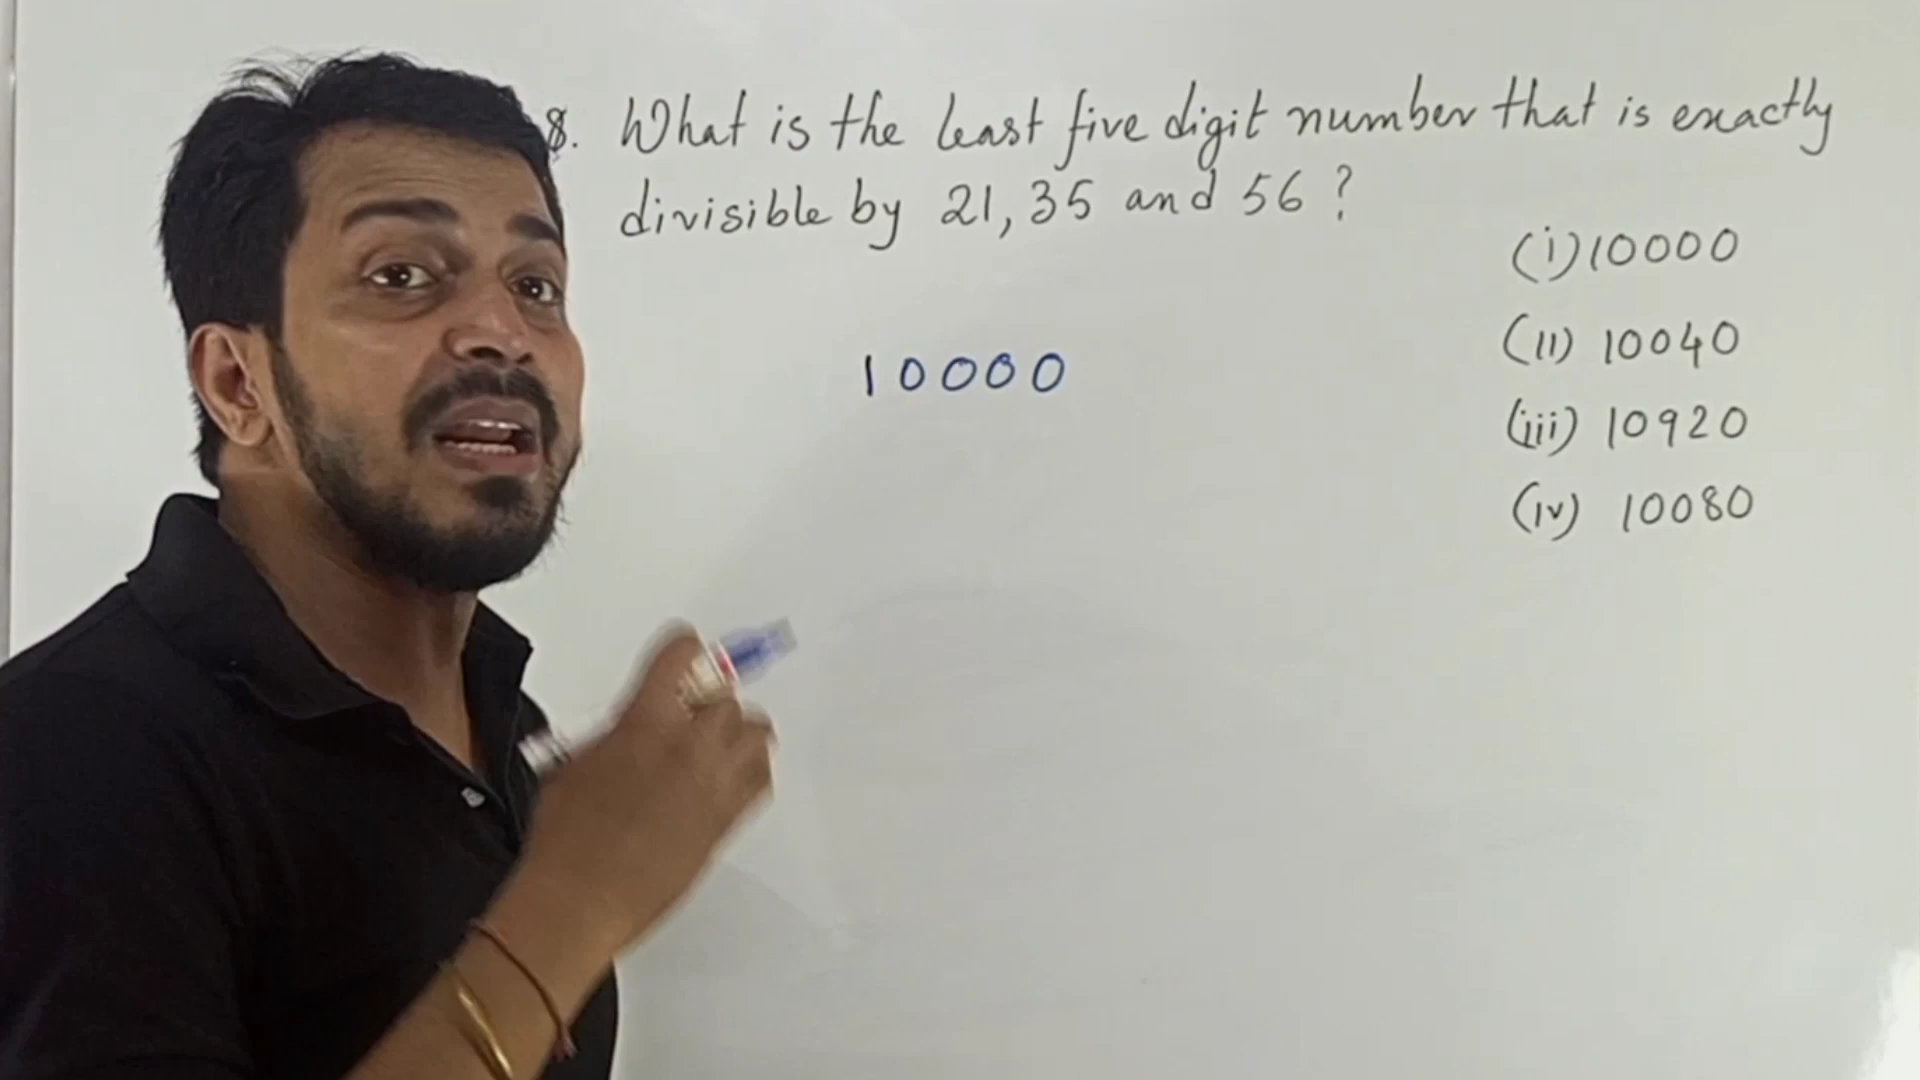 8. What is the least five digit number that is exactly
divisible by 21, 35 and 56 ?
(i) 10000
(ii) 10040
(iii) 10920
(iv) 10080
10000